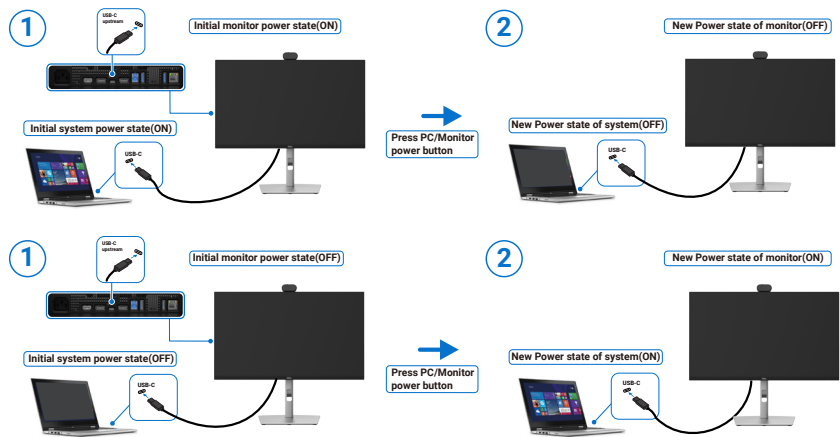 1
USB-C
upstream
Initial monitor power state(ON)
Initial system power state(ON)
USB-C
Press PC/Monitor
power button
2
New Power state of monitor(OFF)
New Power state of system(OFF)
USB-C
1
USB-C
upstream
Initial monitor power state(OFF)
Initial system power state(OFF)
USB-C
Press PC/Monitor
power button
2
New Power state of monitor(ON)
New Power state of system(ON)
USB-C